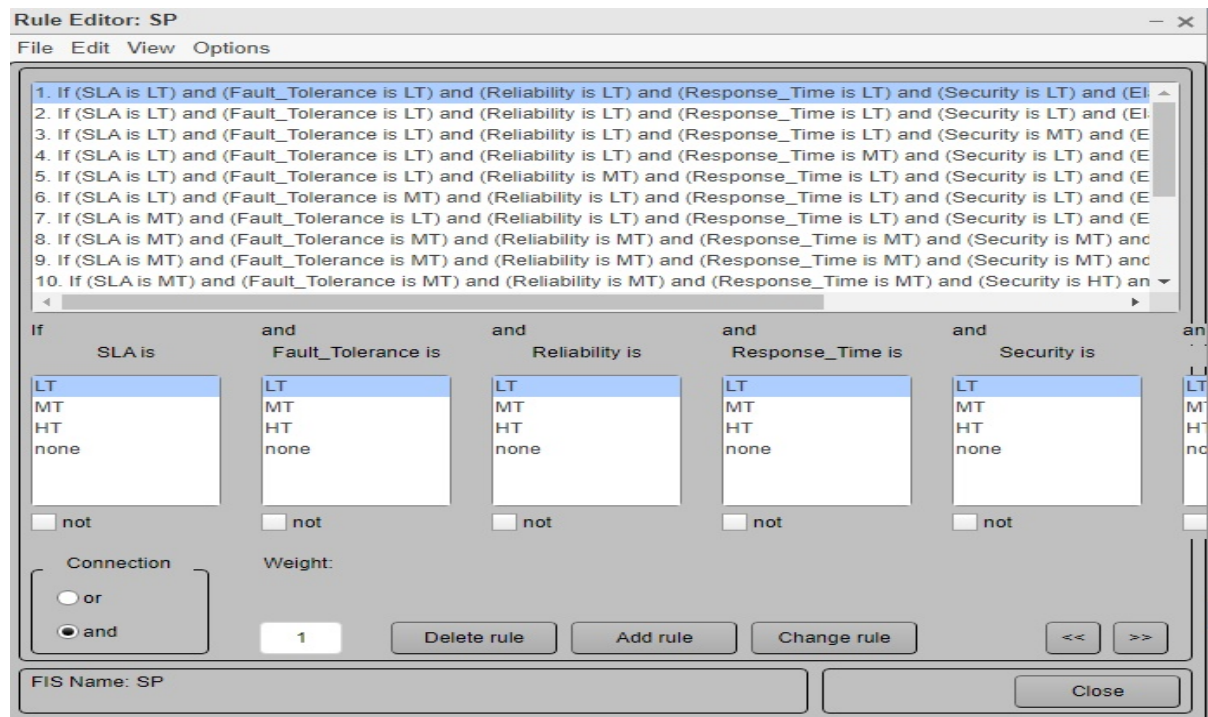 Rule Editor: SP
File Edit View Options
1. If (SLA is LT) and (Fault_Tolerance is LT) and (Reliability is LT) and (Response_Time is LT) and (Security is LT) and (El
2. If (SLA is LT) and (Fault_Tolerance is LT) and (Reliability is LT) and (Response_Time is LT) and (Security is LT) and (El
3. If (SLA is LT) and (Fault_Tolerance is LT) and (Reliability is LT) and (Response_Time is LT) and (Security is MT) and (E
4. If (SLA is LT) and (Fault_Tolerance is LT) and (Reliability is LT) and (Response_Time is MT) and (Security is LT) and (E
5. If (SLA is LT) and (Fault_Tolerance is LT) and (Reliability is MT) and (Response_Time is LT) and (Security is LT) and (E
6. If (SLA is LT) and (Fault_Tolerance is MT) and (Reliability is LT) and (Response_Time is LT) and (Security is LT) and (E
7. If (SLA is MT) and (Fault_Tolerance is LT) and (Reliability is LT) and (Response_Time is LT) and (Security is LT) and (E
8. If (SLA is MT) and (Fault_Tolerance is MT) and (Reliability is MT) and (Response_Time is MT) and (Security is MT) and
9. If (SLA is MT) and (Fault_Tolerance is MT) and (Reliability is MT) and (Response_Time is MT) and (Security is MT) and
10. If (SLA is MT) and (Fault_Tolerance is MT) and (Reliability is MT) and (Response_Time is MT) and (Security is HT) an
If and and and and an
SLA is Fault_Tolerance is Reliability is Response_Time is Security is
LT LT LT LT LT LT
MT MT MT MT MT M
HT HT HT HT HT H
none none none none none no
not not not not not
Connection Weight:
or
and 1 Delete rule Add rule Change rule << >>
FIS Name: SP Close